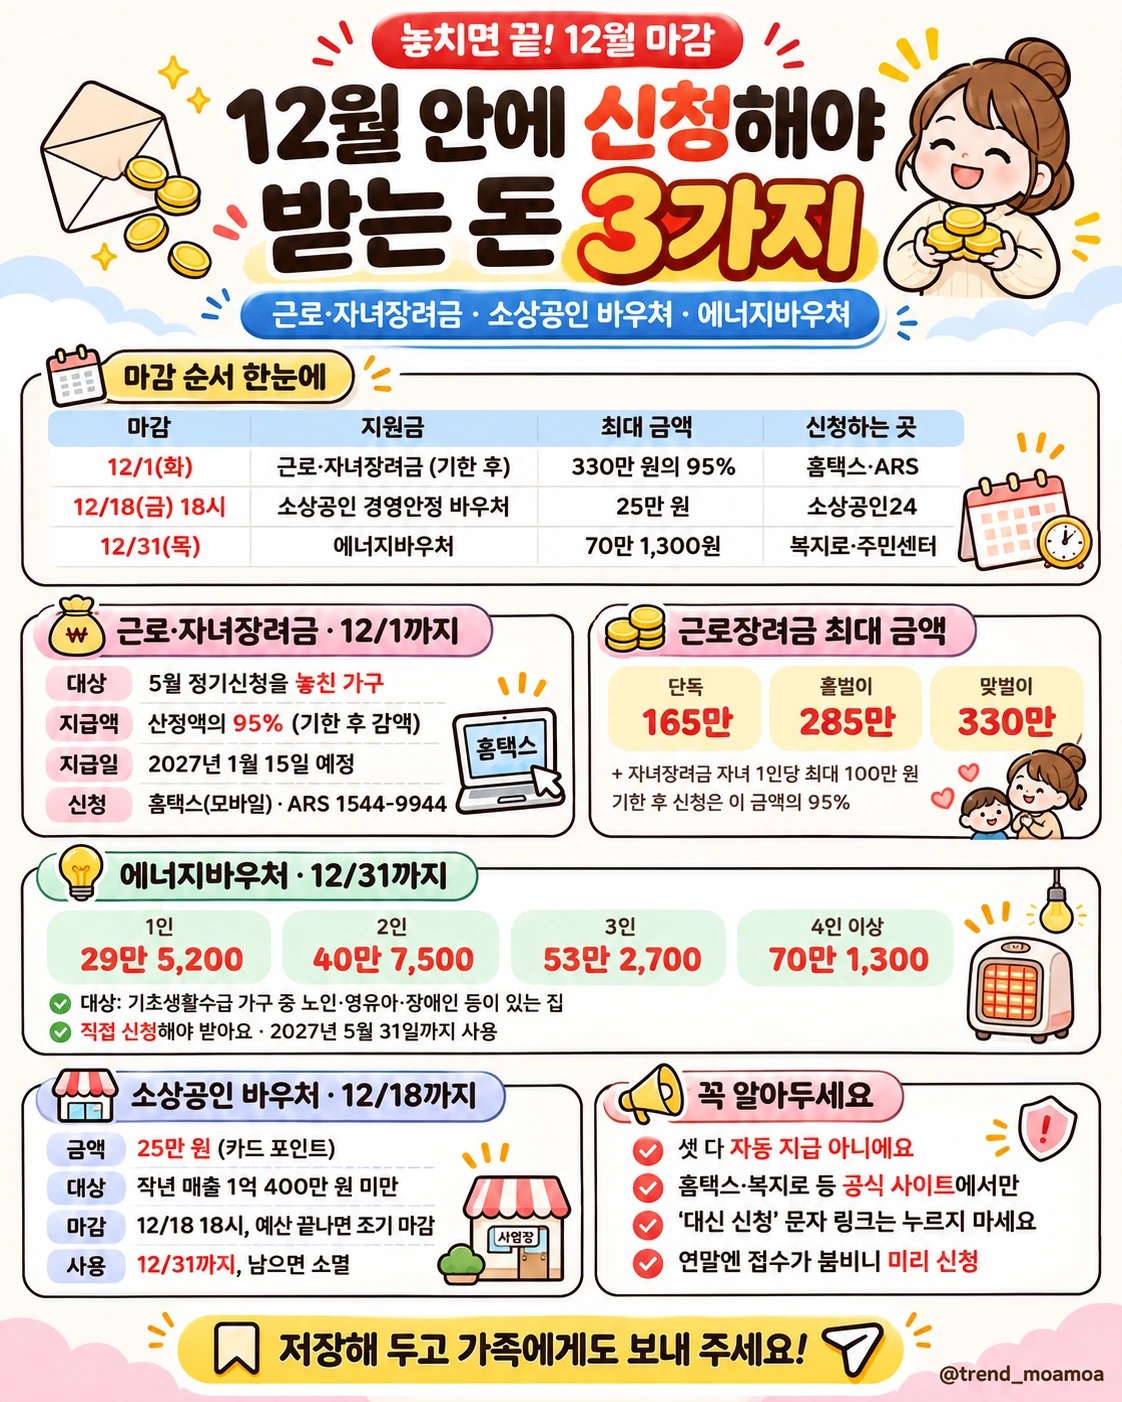 놓치면 끝! 12월 마감
12월 안에 신청해야
받는 돈 3가지
근로·자녀장려금 · 소상공인 바우처 · 에너지바우처
마감 순서 한눈에
마감 지원금 최대 금액 신청하는 곳
12/1(화) 근로·자녀장려금 (기한 후) 330만 원의 95% 홈택스·ARS
12/18(금) 18시 소상공인 경영안정 바우처 25만 원 소상공인24
12/31(목) 에너지바우처 70만 1,300원 복지로·주민센터
근로·자녀장려금 · 12/1까지
대상 5월 정기신청을 놓친 가구
지급액 산정액의 95% (기한 후 감액)
지급일 2027년 1월 15일 예정
신청 홈택스(모바일) · ARS 1544-9944
홈택스
근로장려금 최대 금액
단독 홑벌이 맞벌이
165만 285만 330만
+ 자녀장려금 자녀 1인당 최대 100만 원
기한 후 신청은 이 금액의 95%
에너지바우처 · 12/31까지
1인 2인 3인 4인 이상
29만 5,200 40만 7,500 53만 2,700 70만 1,300
대상: 기초생활수급 가구 중 노인·영유아·장애인 등이 있는 집
직접 신청해야 받아요 · 2027년 5월 31일까지 사용
소상공인 바우처 · 12/18까지
금액 25만 원 (카드 포인트)
대상 작년 매출 1억 400만 원 미만
마감 12/18 18시, 예산 끝나면 조기 마감
사용 12/31까지, 남으면 소멸
사업장
꼭 알아두세요
셋 다 자동 지급 아니에요
홈택스·복지로 등 공식 사이트에서만
‘대신 신청’ 문자 링크는 누르지 마세요
연말엔 접수가 붐비니 미리 신청
저장해 두고 가족에게도 보내 주세요!
@trend_moamoa